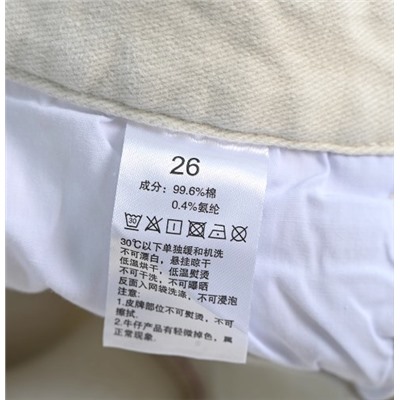 26
成分：99.6%棉
0.4%氨纶
30℃以下单独缓和机洗
不可漂白，悬挂晾干
低温烘干，低温熨烫
不可干洗，不可曝晒
反面入网袋洗涤，不可浸泡
注意：
1.皮牌部位不可熨烫，不可
擦拭.
2.牛仔产品有轻微掉色，属
正常现象.